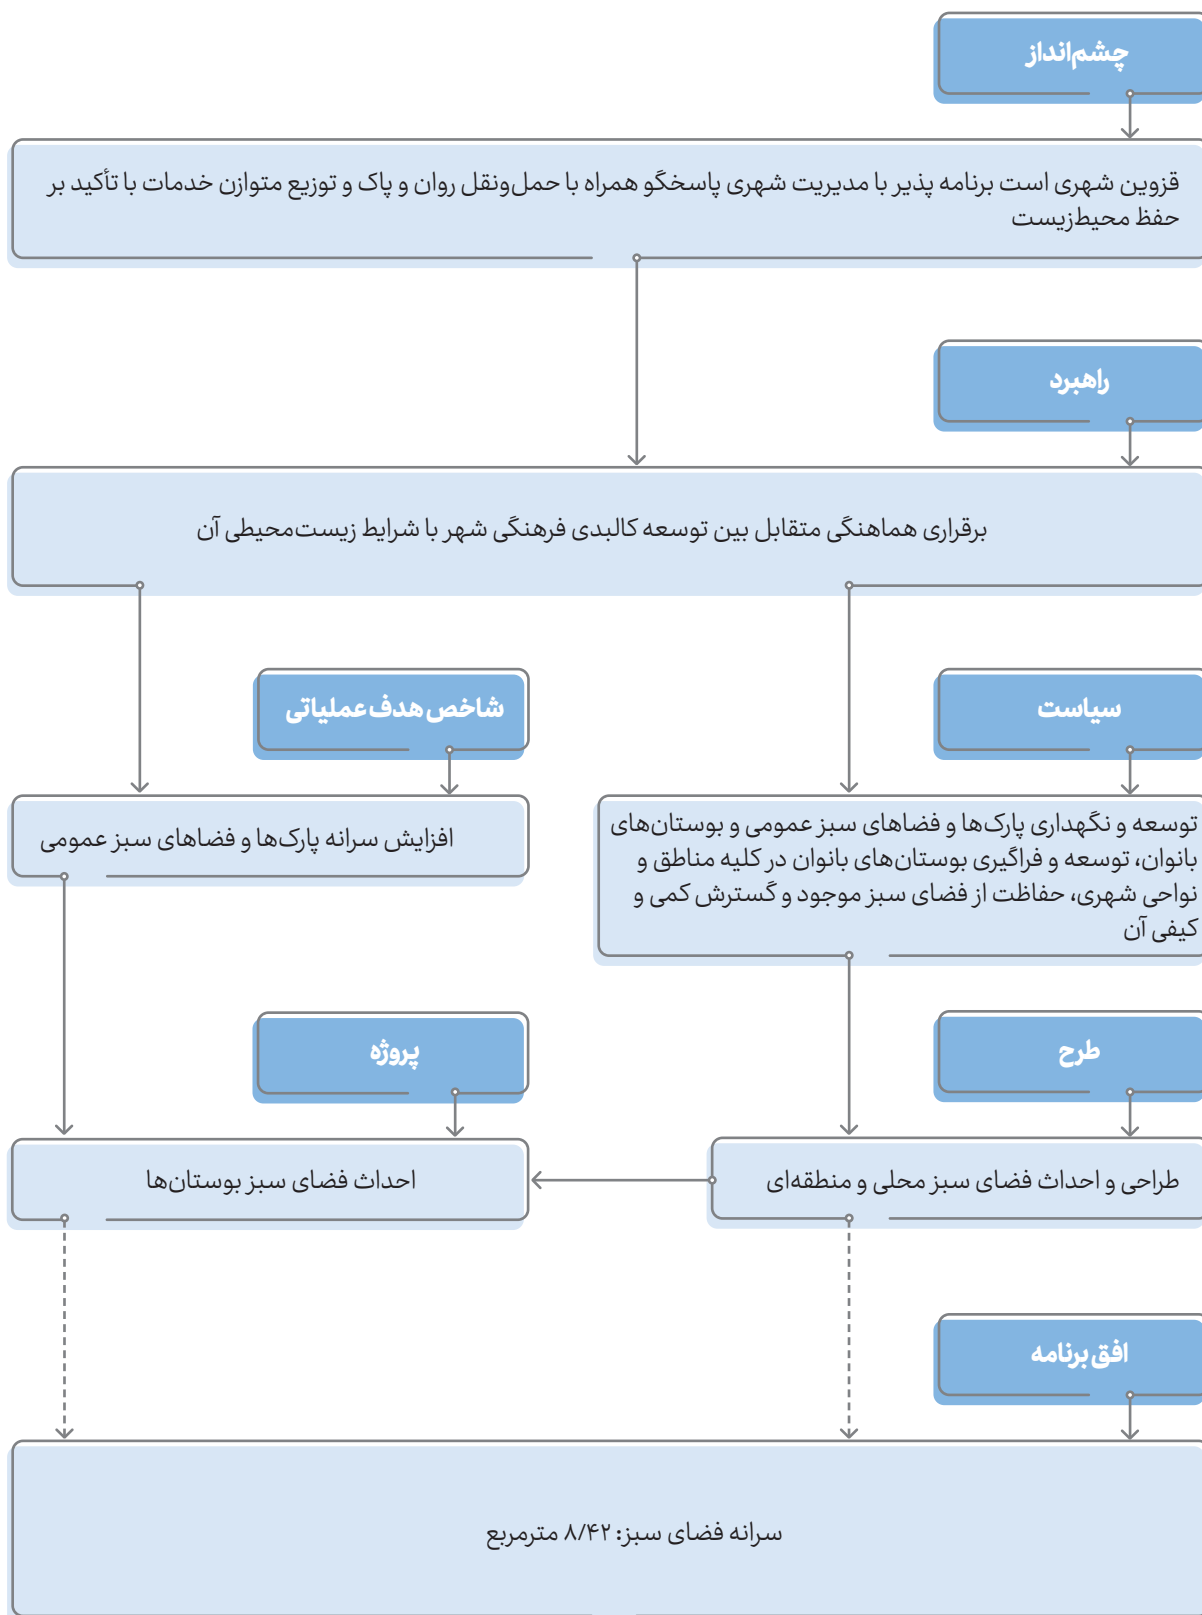 چشم‌انداز
قزوین شهری است برنامه پذیر با مدیریت شهری پاسخگو همراه با حمل‌ونقل روان و پاک و توزیع متوازن خدمات با تأکید بر
حفظ محیط‌زیست
راهبرد
برقراری هماهنگی متقابل بین توسعه کالبدی فرهنگی شهر با شرایط زیست‌محیطی آن
سیاست
شاخص هدف عملیاتی
توسعه و نگهداری پارک‌ها و فضاهای سبز عمومی و بوستان‌های
بانوان، توسعه و فراگیری بوستان‌های بانوان در کلیه مناطق و
نواحی شهری، حفاظت از فضای سبز موجود و گسترش کمی و
کیفی آن
افزایش سرانه پارک‌ها و فضاهای سبز عمومی
طرح
پروژه
طراحی و احداث فضای سبز محلی و منطقه‌ای
احداث فضای سبز بوستان‌ها
افق برنامه
سرانه فضای سبز: ۸/۴۲ مترمربع